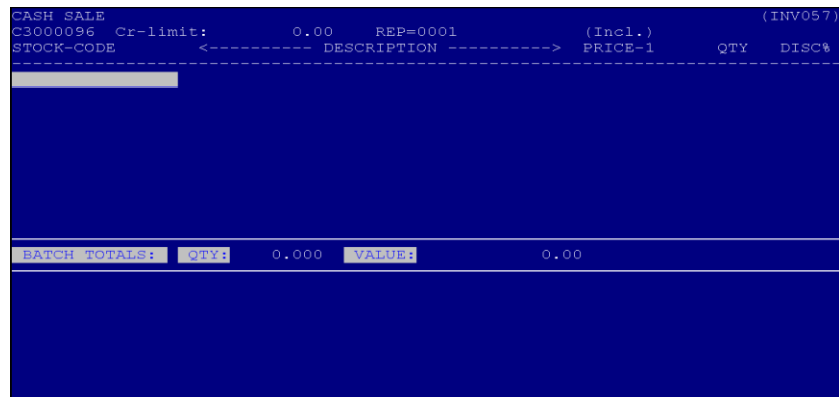 CASH SALE (INV057)
C3000096 Cr-limit: 0.00 REP=0001 (Incl.)
STOCK-CODE <---------- DESCRIPTION ----------> PRICE-1 QTY DISC%
BATCH TOTALS: QTY: 0.000 VALUE: 0.00